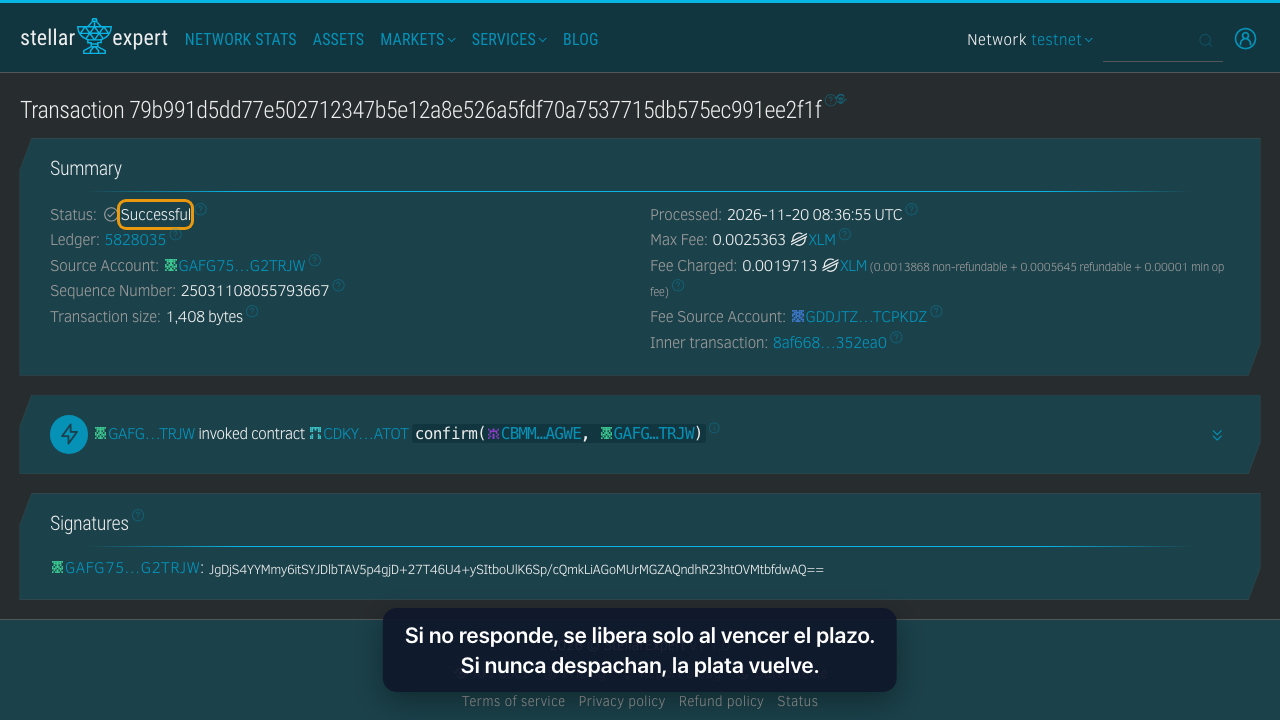 stellar expert NETWORK STATS ASSETS MARKETS SERVICES BLOG Network testnet
Transaction 79b991d5dd77e502712347b5e12a8e526a5fdf70a7537715db575ec991ee2f1f
Summary
Status: Successful
Ledger: 5828035
Source Account: GAFG75…G2TRJW
Sequence Number: 25031108055793667
Transaction size: 1,408 bytes
Processed: 2026-11-20 08:36:55 UTC
Max Fee: 0.0025363 XLM
Fee Charged: 0.0019713 XLM (0.0013868 non-refundable + 0.0005645 refundable + 0.00001 min op
fee)
Fee Source Account: GDDJTZ…TCPKDZ
Inner transaction: 8af668…352ea0
GAFG…TRJW invoked contract CDKY…ATOT confirm(CBMM…AGWE, GAFG…TRJW)
Signatures
GAFG75…G2TRJW: JgDjS4YYMmy6itSYJDlbTAV5p4gjD+27T46U4+ySItboUlK6Sp/cQmkLiAGoMUrMGZAQndhR23htOVMtbfdwAQ==
Si no responde, se libera solo al vencer el plazo.
Si nunca despachan, la plata vuelve.
Terms of service Privacy policy Refund policy Status